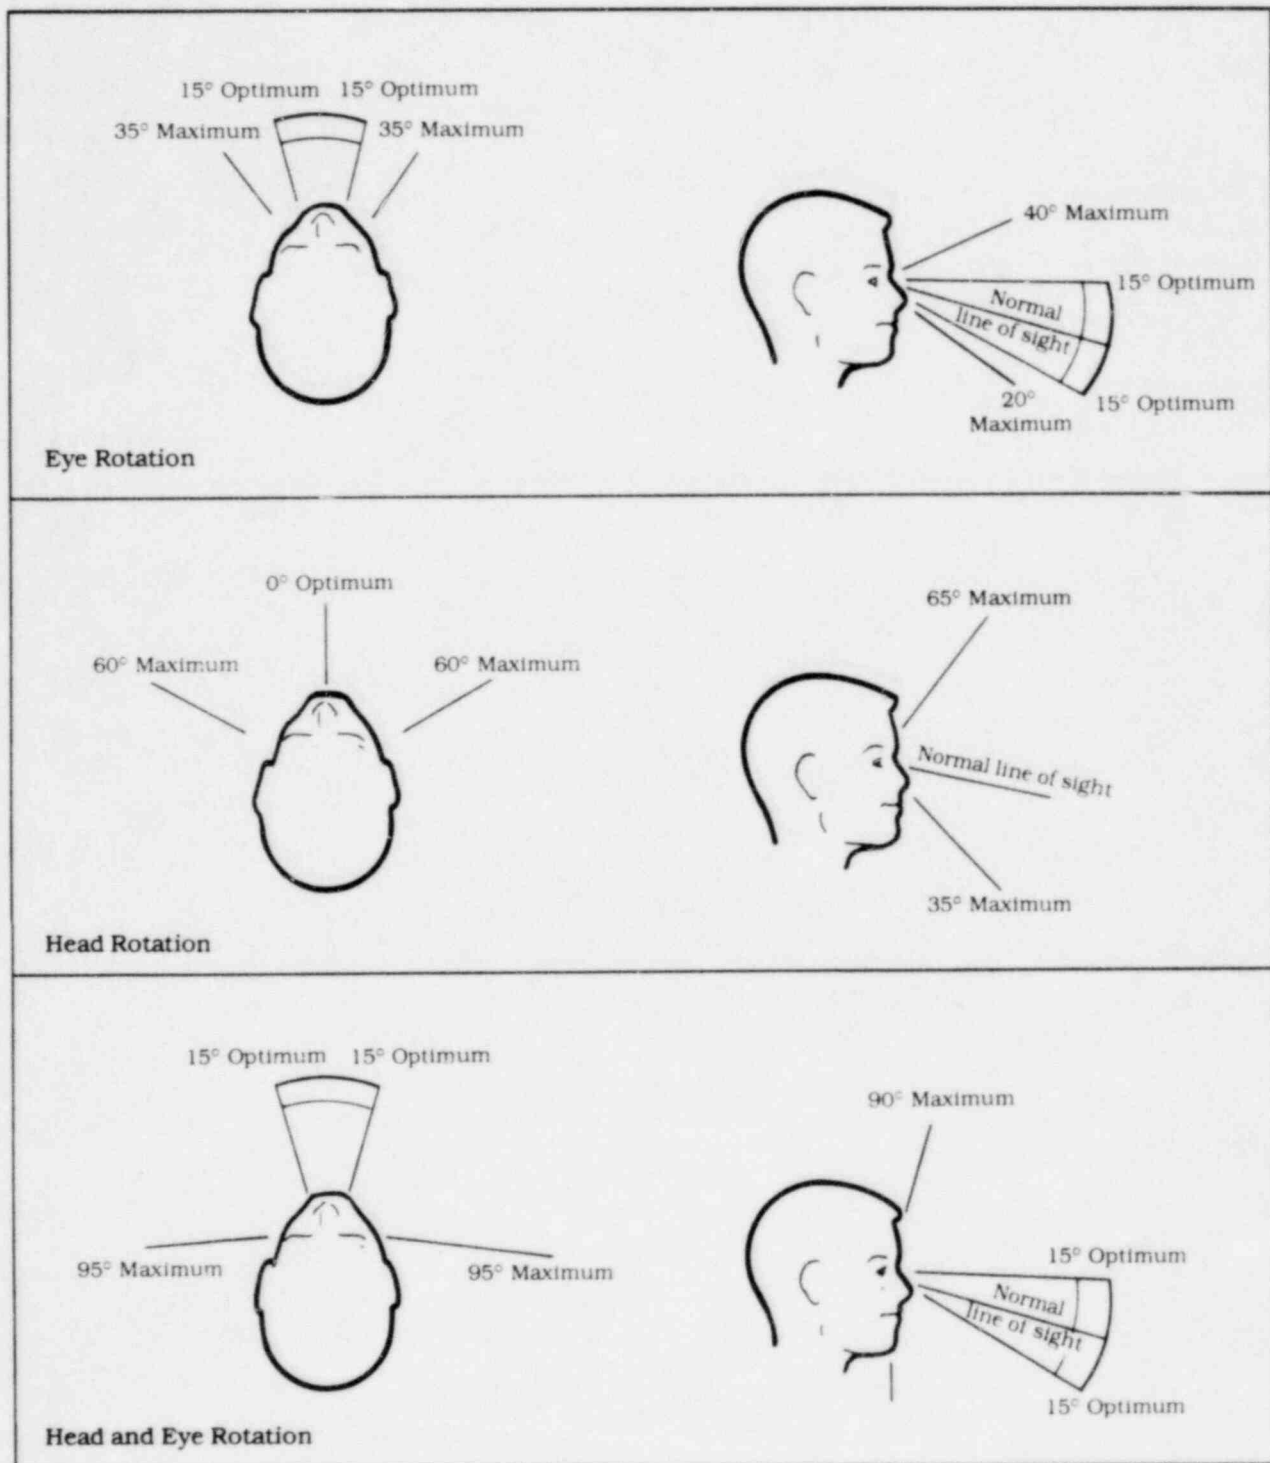 15° Optimum 15° Optimum
35° Maximum 35° Maximum
40° Maximum
15° Optimum
Normal
line of sight
20°
Maximum
15° Optimum
Eye Rotation
0° Optimum
60° Maximum 60° Maximum
65° Maximum
Normal line of sight
35° Maximum
Head Rotation
15° Optimum 15° Optimum
95° Maximum 95° Maximum
90° Maximum
15° Optimum
Normal
line of sight
15° Optimum
Head and Eye Rotation